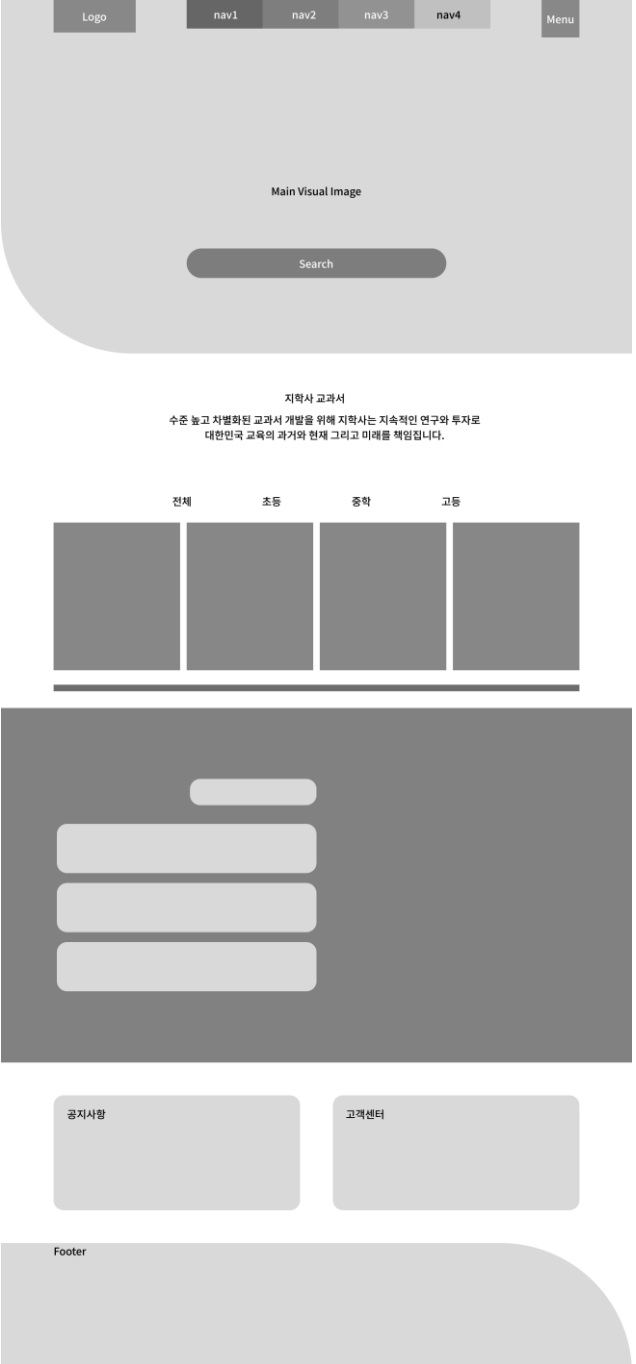 Logo
nav1
nav2
nav3
nav4
Menu
Main Visual Image
Search
지학사 교과서
수준 높고 차별화된 교과서 개발을 위해 지학사는 지속적인 연구와 투자로
대한민국 교육의 과거와 현재 그리고 미래를 책임집니다.
전체
초등
중학
고등
공지사항
고객센터
Footer